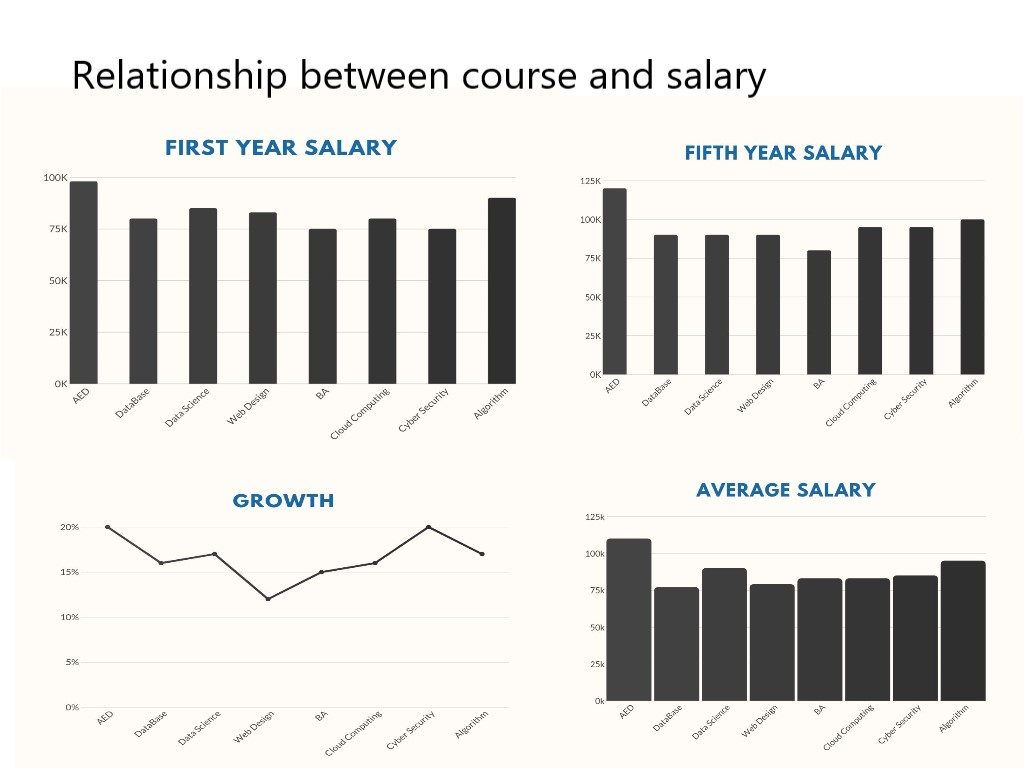 Relationship between course and salary
FIRST YEAR SALARY
100K
75K
50K
25K
0K
AED
DataBase
Data Science
Web Design
BA
Cloud Computing
Cyber Security
Algorithm
FIFTH YEAR SALARY
125K
100K
75K
50K
25K
0K
AED
DataBase
Data Science
Web Design
BA
Cloud Computing
Cyber Security
Algorithm
GROWTH
20%
15%
10%
5%
0%
AED
DataBase
Data Science
Web Design
BA
Cloud Computing
Cyber Security
Algorithm
AVERAGE SALARY
125k
100k
75k
50k
25k
0k
AED
DataBase
Data Science
Web Design
BA
Cloud Computing
Cyber Security
Algorithm